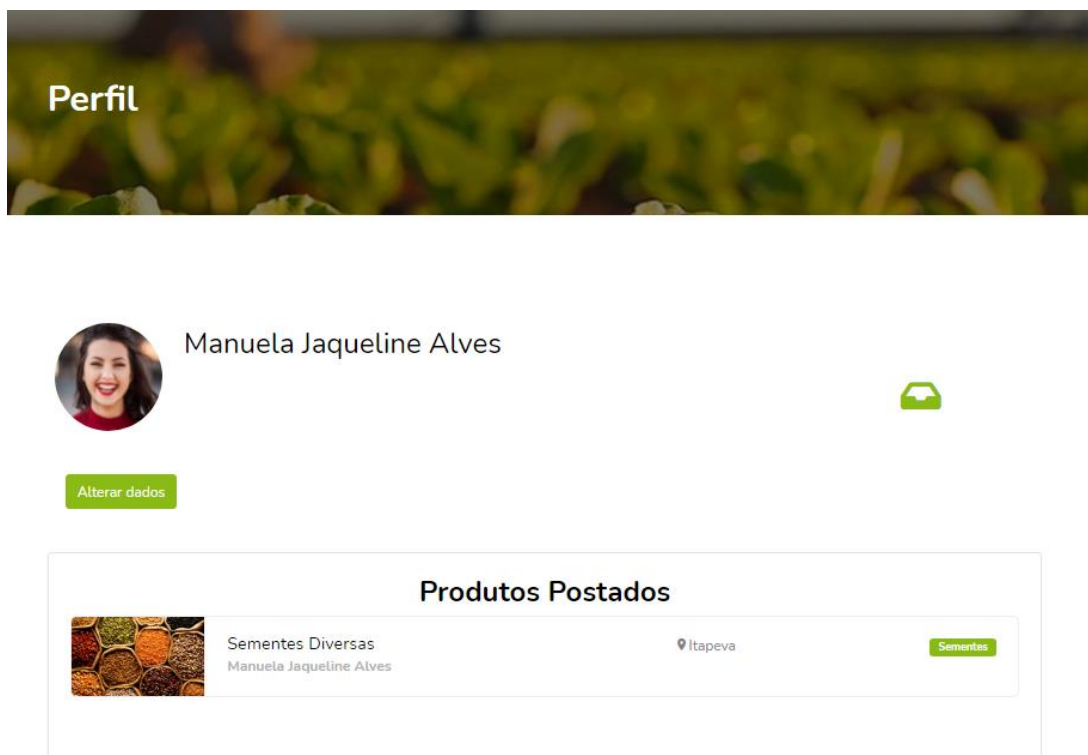 Perfil
Manuela Jaqueline Alves
Alterar dados
Produtos Postados
Sementes Diversas
Manuela Jaqueline Alves
Itapeva
Sementes